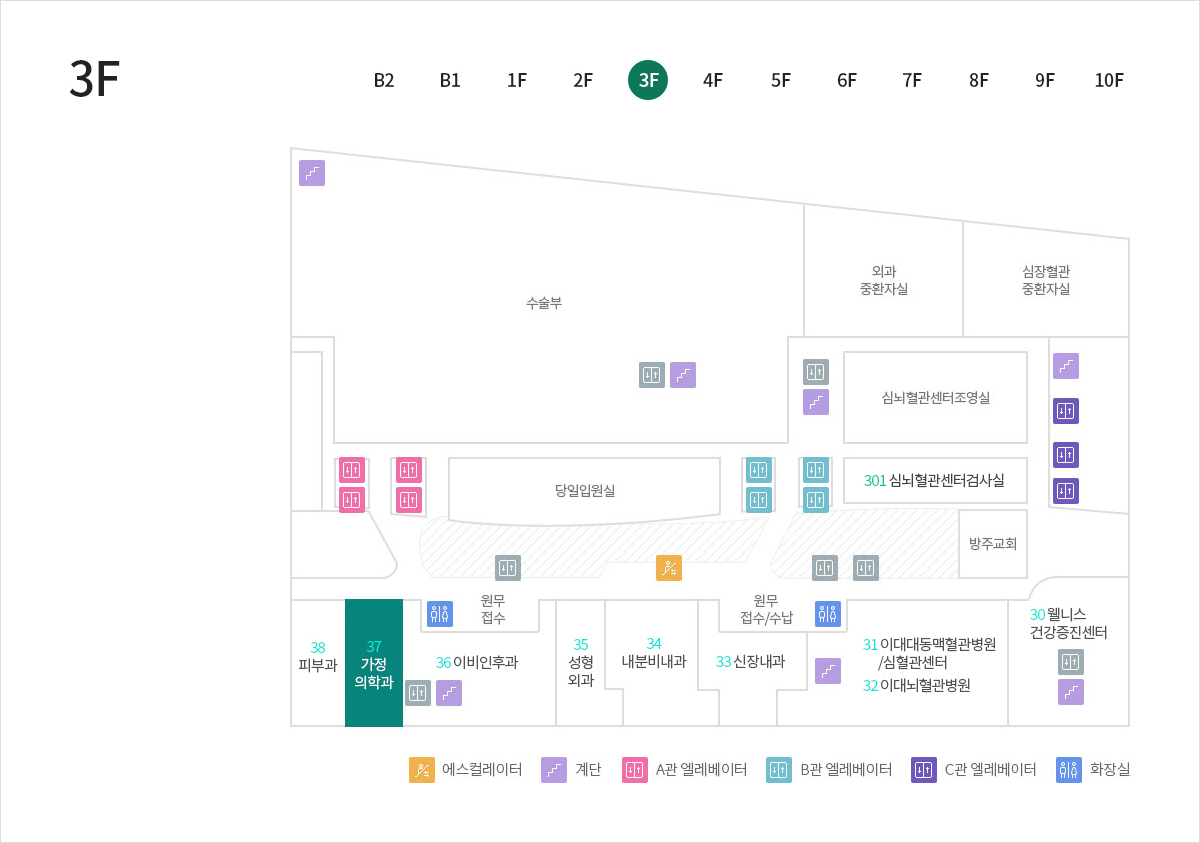 3F
B2 B1 1F 2F 3F 4F 5F 6F 7F 8F 9F 10F
수술부
외과
중환자실
심장혈관
중환자실
심뇌혈관센터조영실
당일입원실
301 심뇌혈관센터검사실
방주교회
원무
접수
원무
접수/수납
38
피부과
37
가정
의학과
36 이비인후과
35
성형
외과
34
내분비내과
33 신장내과
31 이대대동맥혈관병원
/심혈관센터
32 이대뇌혈관병원
30 웰니스
건강증진센터
에스컬레이터 계단 A관 엘레베이터 B관 엘레베이터 C관 엘레베이터 화장실